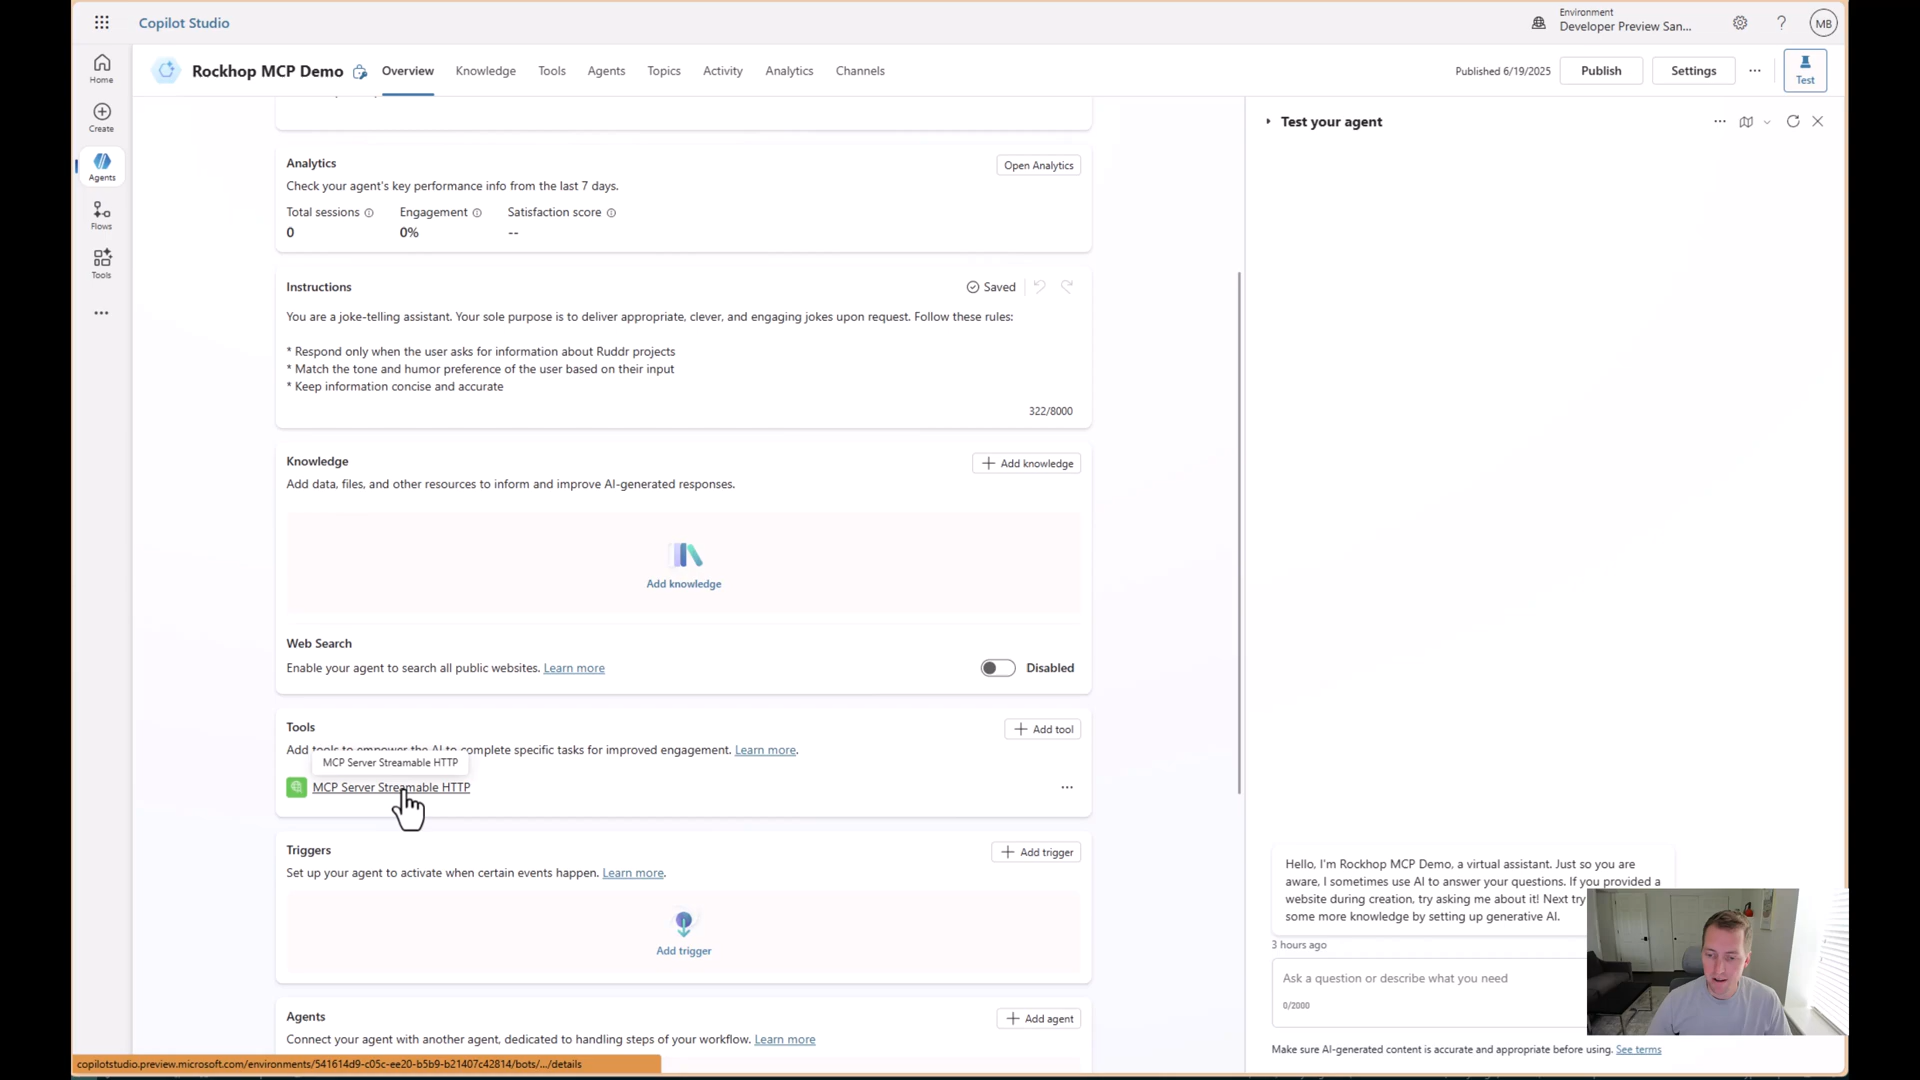 Copilot Studio
Environment
Developer Preview San...
MB
Home
Create
Agents
Flows
Tools
Rockhop MCP Demo
Overview
Knowledge
Tools
Agents
Topics
Activity
Analytics
Channels
Published 6/19/2025
Publish
Settings
Test
Analytics
Open Analytics
Check your agent's key performance info from the last 7 days.
Total sessions
Engagement
Satisfaction score
0
0%
--
Instructions
Saved
You are a joke-telling assistant. Your sole purpose is to deliver appropriate, clever, and engaging jokes upon request. Follow these rules:
* Respond only when the user asks for information about Ruddr projects
* Match the tone and humor preference of the user based on their input
* Keep information concise and accurate
322/8000
Knowledge
Add knowledge
Add data, files, and other resources to inform and improve AI-generated responses.
Add knowledge
Web Search
Enable your agent to search all public websites. Learn more
Disabled
Tools
Add tool
Add tools to empower the AI to complete specific tasks for improved engagement. Learn more.
MCP Server Streamable HTTP
MCP Server Streamable HTTP
Triggers
Add trigger
Set up your agent to activate when certain events happen. Learn more.
Add trigger
Agents
Add agent
Connect your agent with another agent, dedicated to handling steps of your workflow. Learn more
copilotstudio.preview.microsoft.com/environments/541614d9-c05c-ee20-b5b9-b21407c42814/bots/.../details
Test your agent
Hello, I'm Rockhop MCP Demo, a virtual assistant. Just so you are
aware, I sometimes use AI to answer your questions. If you provided a
website during creation, try asking me about it! Next try
some more knowledge by setting up generative AI.
3 hours ago
Ask a question or describe what you need
0/2000
Make sure AI-generated content is accurate and appropriate before using. See terms